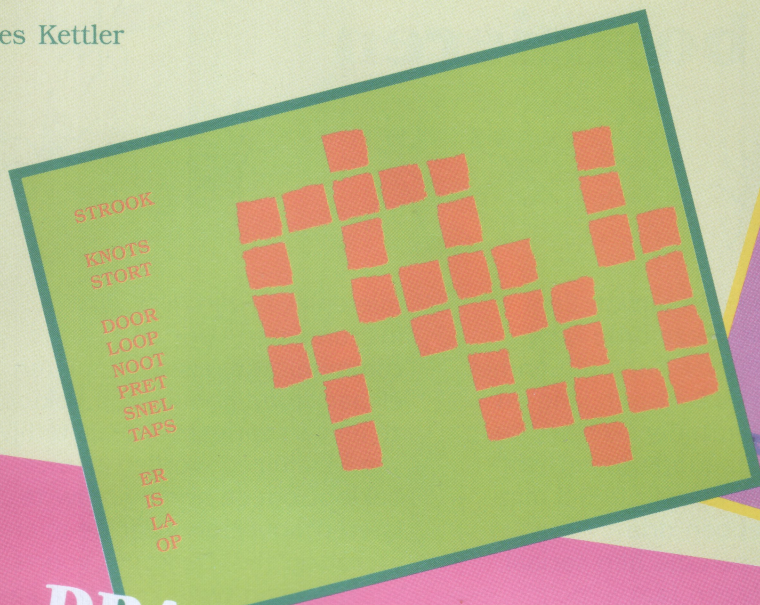 es Kettler
STROOK
KNOTS
STORT
DOOR
LOOP
NOOT
PRET
SNEL
TAPS
ER
IS
LA
OP